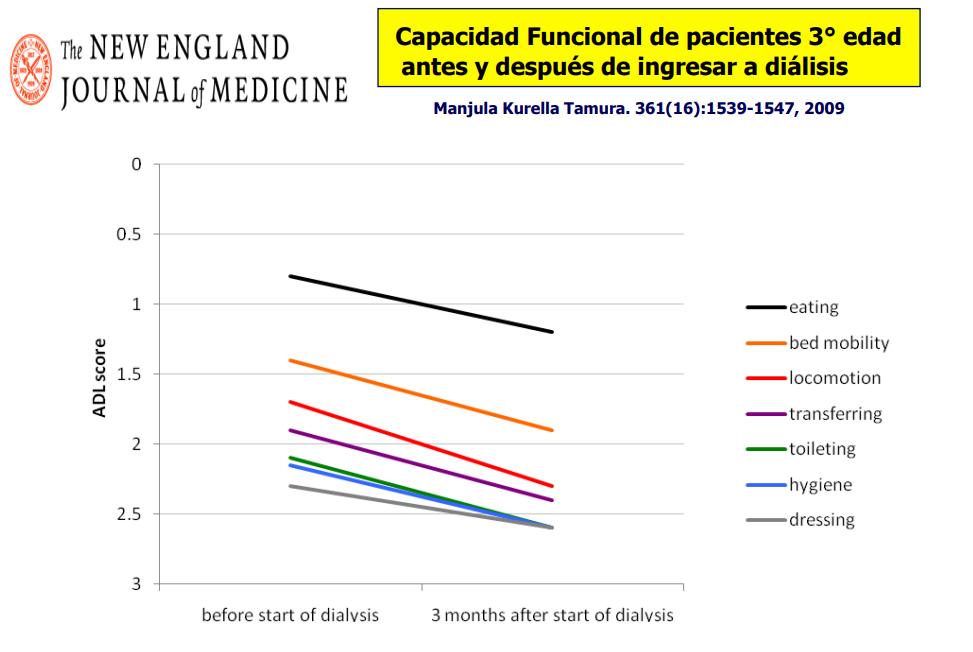 The NEW ENGLAND
JOURNAL of MEDICINE
Capacidad Funcional de pacientes 3° edad
antes y después de ingresar a diálisis
Manjula Kurella Tamura. 361(16):1539-1547, 2009
0
0.5
1
1.5
2
2.5
3
ADL score
before start of dialysis
3 months after start of dialysis
eating
bed mobility
locomotion
transferring
toileting
hygiene
dressing